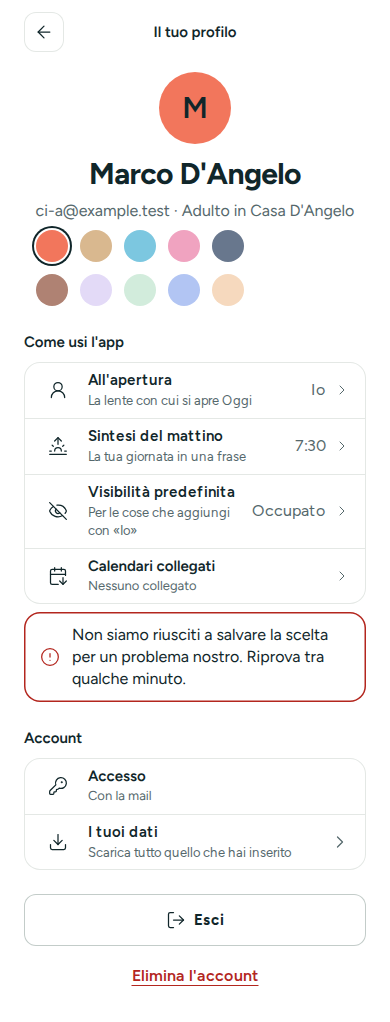 Il tuo profilo
M
Marco D'Angelo
ci-a@example.test · Adulto in Casa D'Angelo
Come usi l'app
All'apertura
La lente con cui si apre Oggi
Io
Sintesi del mattino
La tua giornata in una frase
7:30
Visibilità predefinita
Per le cose che aggiungi
con «Io»
Occupato
Calendari collegati
Nessuno collegato
Non siamo riusciti a salvare la scelta
per un problema nostro. Riprova tra
qualche minuto.
Account
Accesso
Con la mail
I tuoi dati
Scarica tutto quello che hai inserito
Esci
Elimina l'account